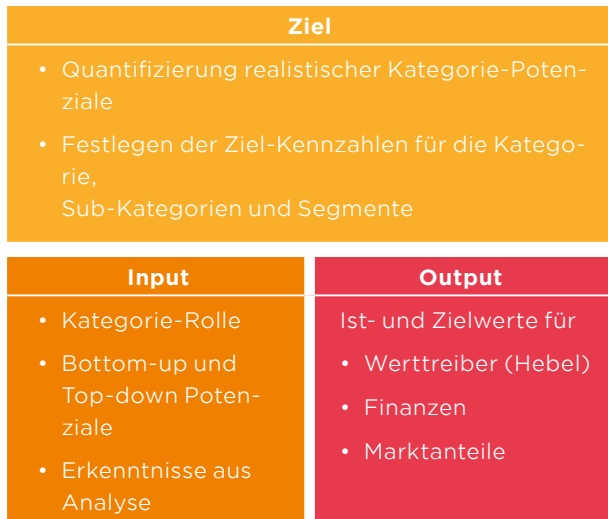 Ziel
• Quantifizierung realistischer Kategorie-Poten-
ziale
• Festlegen der Ziel-Kennzahlen für die Katego-
rie,
Sub-Kategorien und Segmente
Input
• Kategorie-Rolle
• Bottom-up und
Top-down Poten-
ziale
• Erkenntnisse aus
Analyse
Output
Ist- und Zielwerte für
• Werttreiber (Hebel)
• Finanzen
• Marktanteile